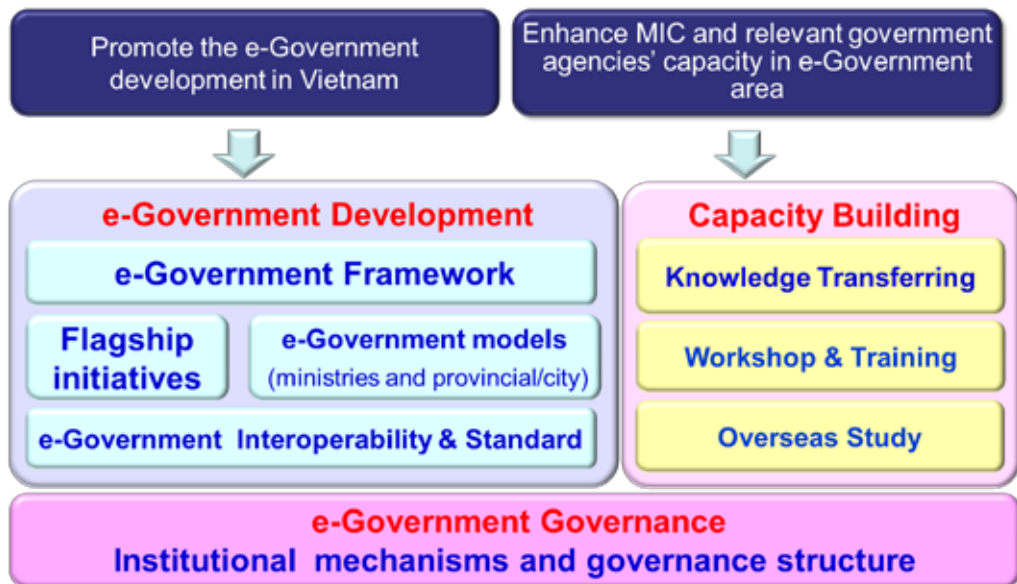 Promote the e-Government
development in Vietnam
Enhance MIC and relevant government
agencies' capacity in e-Government
area
e-Government Development
e-Government Framework
Flagship
initiatives
e-Government models
(ministries and provincial/city)
e-Government Interoperability & Standard
Capacity Building
Knowledge Transferring
Workshop & Training
Overseas Study
e-Government Governance
Institutional mechanisms and governance structure